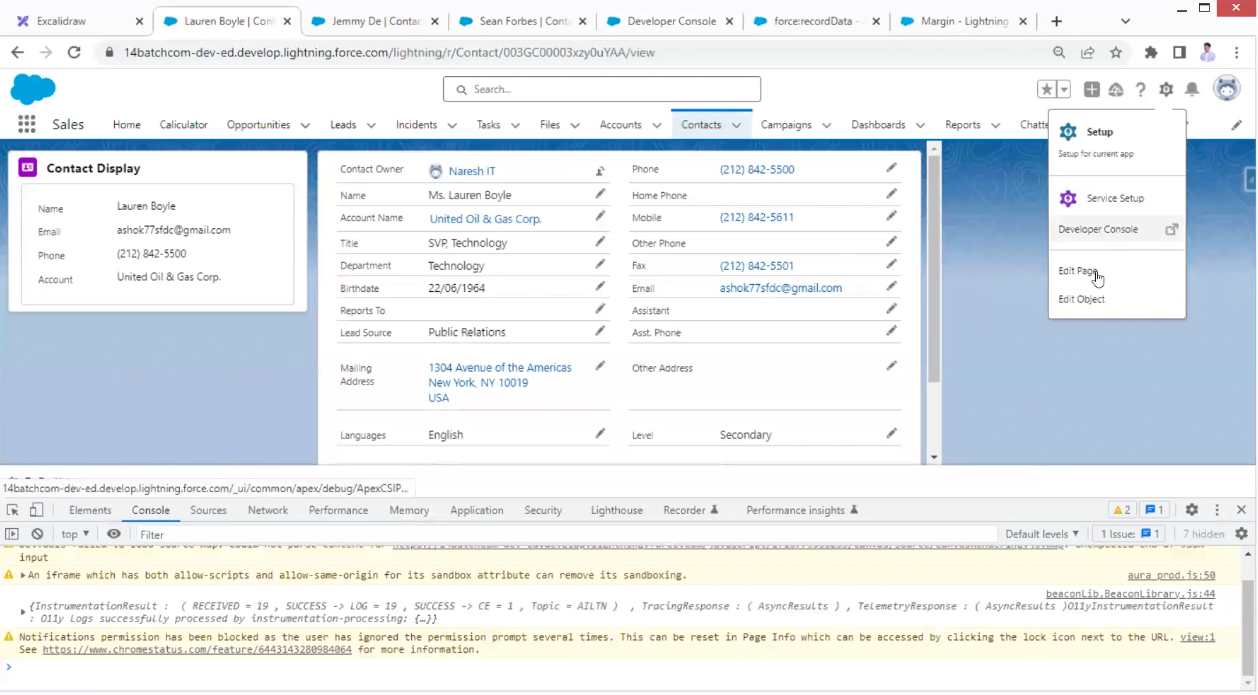 Excalidraw
Lauren Boyle | Cont
Jemmy De | Contac
Sean Forbes | Conta
Developer Console
force:recordData -
Margin - Lightning
14batchcom-dev-ed.develop.lightning.force.com/lightning/r/Contact/003GC00003xzy0uYAA/view
Search...
Sales
Home
Calculator
Opportunities
Leads
Incidents
Tasks
Files
Accounts
Contacts
Campaigns
Dashboards
Reports
Chatte
Setup
Setup for current app
Service Setup
Developer Console
Edit Page
Edit Object
Contact Display
Name Lauren Boyle
Email ashok77sfdc@gmail.com
Phone (212) 842-5500
Account United Oil & Gas Corp.
Contact Owner Naresh IT
Name Ms. Lauren Boyle
Account Name United Oil & Gas Corp.
Title SVP, Technology
Department Technology
Birthdate 22/06/1964
Reports To
Lead Source Public Relations
Mailing Address
1304 Avenue of the Americas
New York, NY 10019
USA
Languages English
Phone (212) 842-5500
Home Phone
Mobile (212) 842-5611
Other Phone
Fax (212) 842-5501
Email ashok77sfdc@gmail.com
Assistant
Asst. Phone
Other Address
Level Secondary
14batchcom-dev-ed.develop.lightning.force.com/_ui/common/apex/debug/ApexCSIP...
Elements Console Sources Network Performance Memory Application Security Lighthouse Recorder Performance insights
2 1
top Filter Default levels 1 Issue: 1 7 hidden
input
An iframe which has both allow-scripts and allow-same-origin for its sandbox attribute can remove its sandboxing. aura_prod.js:50
beaconLib.BeaconLibrary.js:44
{InstrumentationResult : ( RECEIVED = 19 , SUCCESS -> LOG = 19 , SUCCESS -> CE = 1 , Topic = AILTN ) , TracingResponse : ( AsyncResults ) , TelemetryResponse : ( AsyncResults )O11yInstrumentationResult
: O11y Logs successfully processed by instrumentation-processing: {…}}
Notifications permission has been blocked as the user has ignored the permission prompt several times. This can be reset in Page Info which can be accessed by clicking the lock icon next to the URL. view:1
See https://www.chromestatus.com/feature/6443143280984064 for more information.